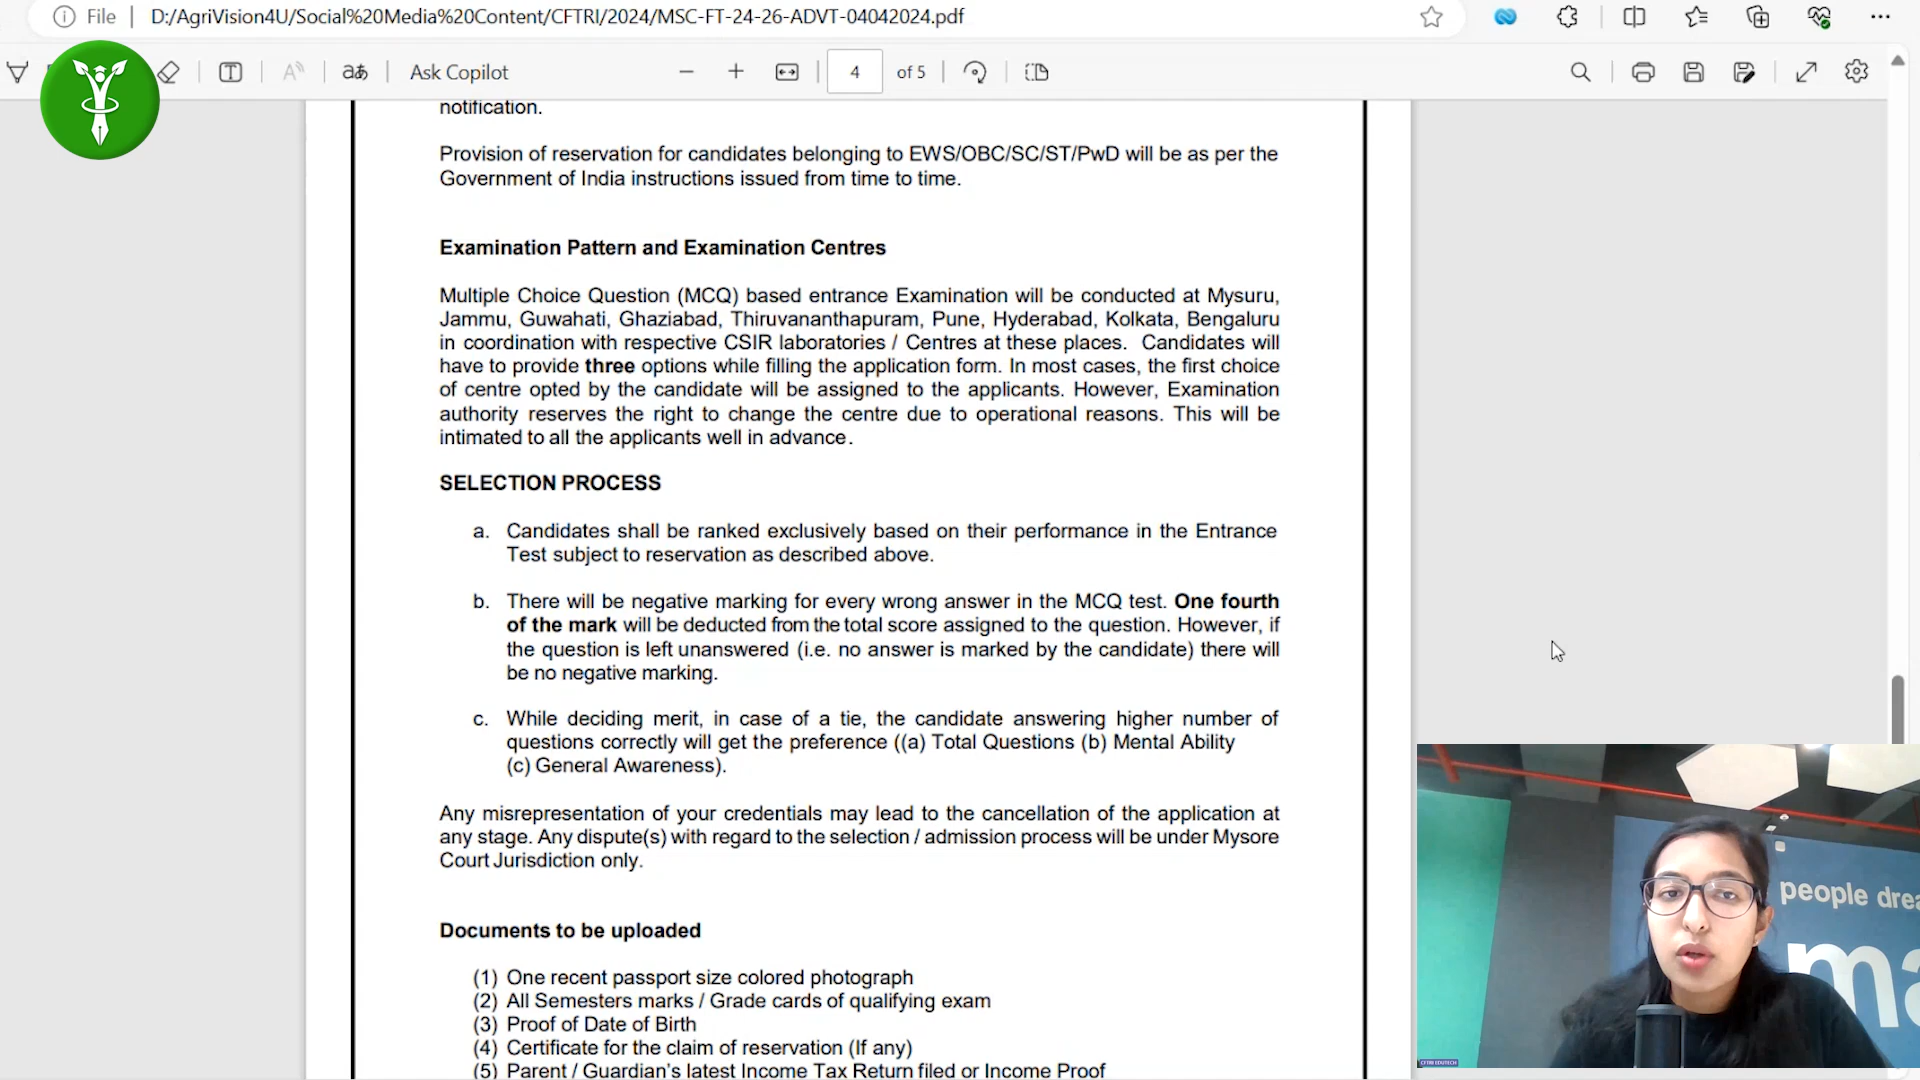 File
D:/AgriVision4U/Social%20Media%20Content/CFTRI/2024/MSC-FT-24-26-ADVT-04042024.pdf
Ask Copilot
4 of 5
notification.
Provision of reservation for candidates belonging to EWS/OBC/SC/ST/PwD will be as per the
Government of India instructions issued from time to time.
Examination Pattern and Examination Centres
Multiple Choice Question (MCQ) based entrance Examination will be conducted at Mysuru,
Jammu, Guwahati, Ghaziabad, Thiruvananthapuram, Pune, Hyderabad, Kolkata, Bengaluru
in coordination with respective CSIR laboratories / Centres at these places. Candidates will
have to provide three options while filling the application form. In most cases, the first choice
of centre opted by the candidate will be assigned to the applicants. However, Examination
authority reserves the right to change the centre due to operational reasons. This will be
intimated to all the applicants well in advance.
SELECTION PROCESS
a. Candidates shall be ranked exclusively based on their performance in the Entrance
Test subject to reservation as described above.
b. There will be negative marking for every wrong answer in the MCQ test. One fourth
of the mark will be deducted from the total score assigned to the question. However, if
the question is left unanswered (i.e. no answer is marked by the candidate) there will
be no negative marking.
c. While deciding merit, in case of a tie, the candidate answering higher number of
questions correctly will get the preference ((a) Total Questions (b) Mental Ability
(c) General Awareness).
Any misrepresentation of your credentials may lead to the cancellation of the application at
any stage. Any dispute(s) with regard to the selection / admission process will be under Mysore
Court Jurisdiction only.
Documents to be uploaded
(1) One recent passport size colored photograph
(2) All Semesters marks / Grade cards of qualifying exam
(3) Proof of Date of Birth
(4) Certificate for the claim of reservation (If any)
(5) Parent / Guardian's latest Income Tax Return filed or Income Proof
people drea
ma